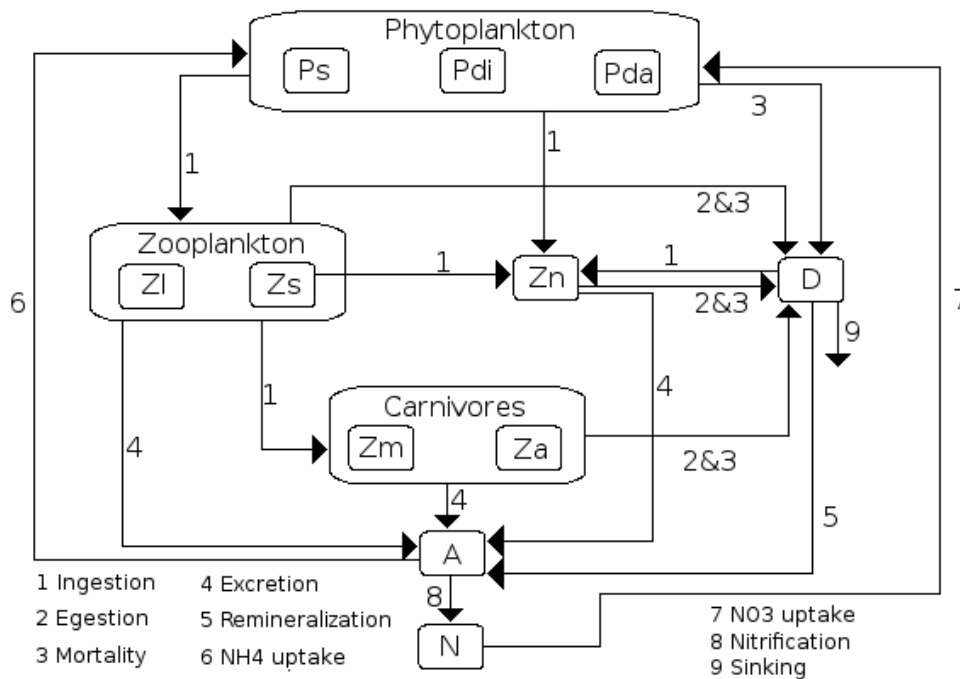 Phytoplankton
Ps
Pdi
Pda
3
1
1
2&3
Zooplankton
Zl
Zs
1
Zn
1
2&3
D
6
7
9
4
1
Carnivores
Zm
Za
2&3
4
4
5
A
8
N
1 Ingestion
2 Egestion
3 Mortality
4 Excretion
5 Remineralization
6 NH4 uptake
7 NO3 uptake
8 Nitrification
9 Sinking